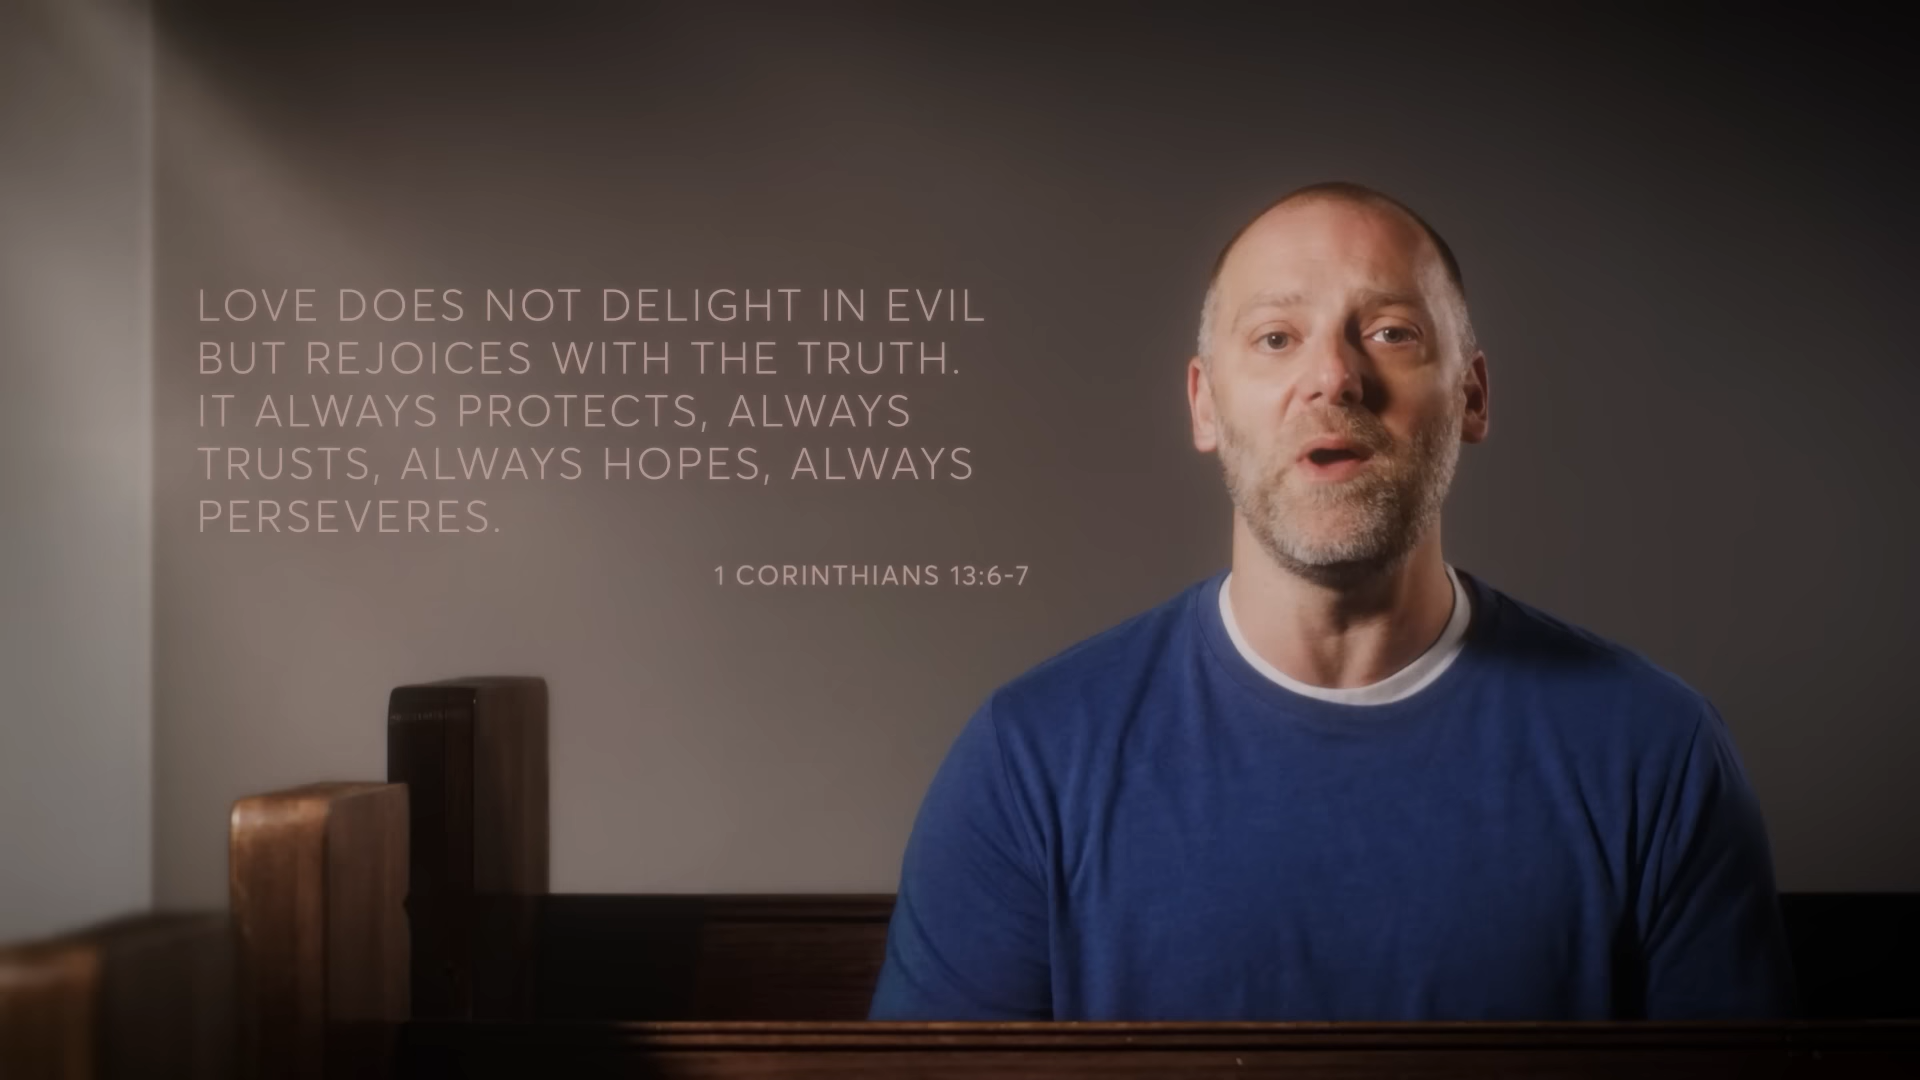 LOVE DOES NOT DELIGHT IN EVIL
BUT REJOICES WITH THE TRUTH.
IT ALWAYS PROTECTS, ALWAYS
TRUSTS, ALWAYS HOPES, ALWAYS
PERSEVERES.
1 CORINTHIANS 13:6-7